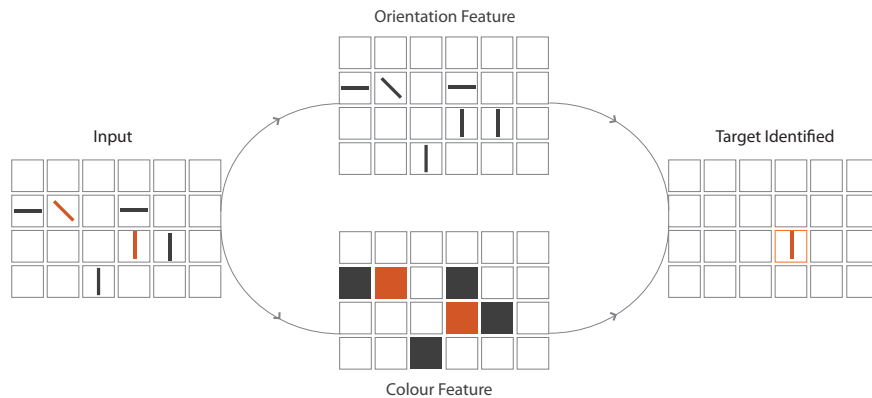 Orientation Feature
Input
Target Identified
Colour Feature